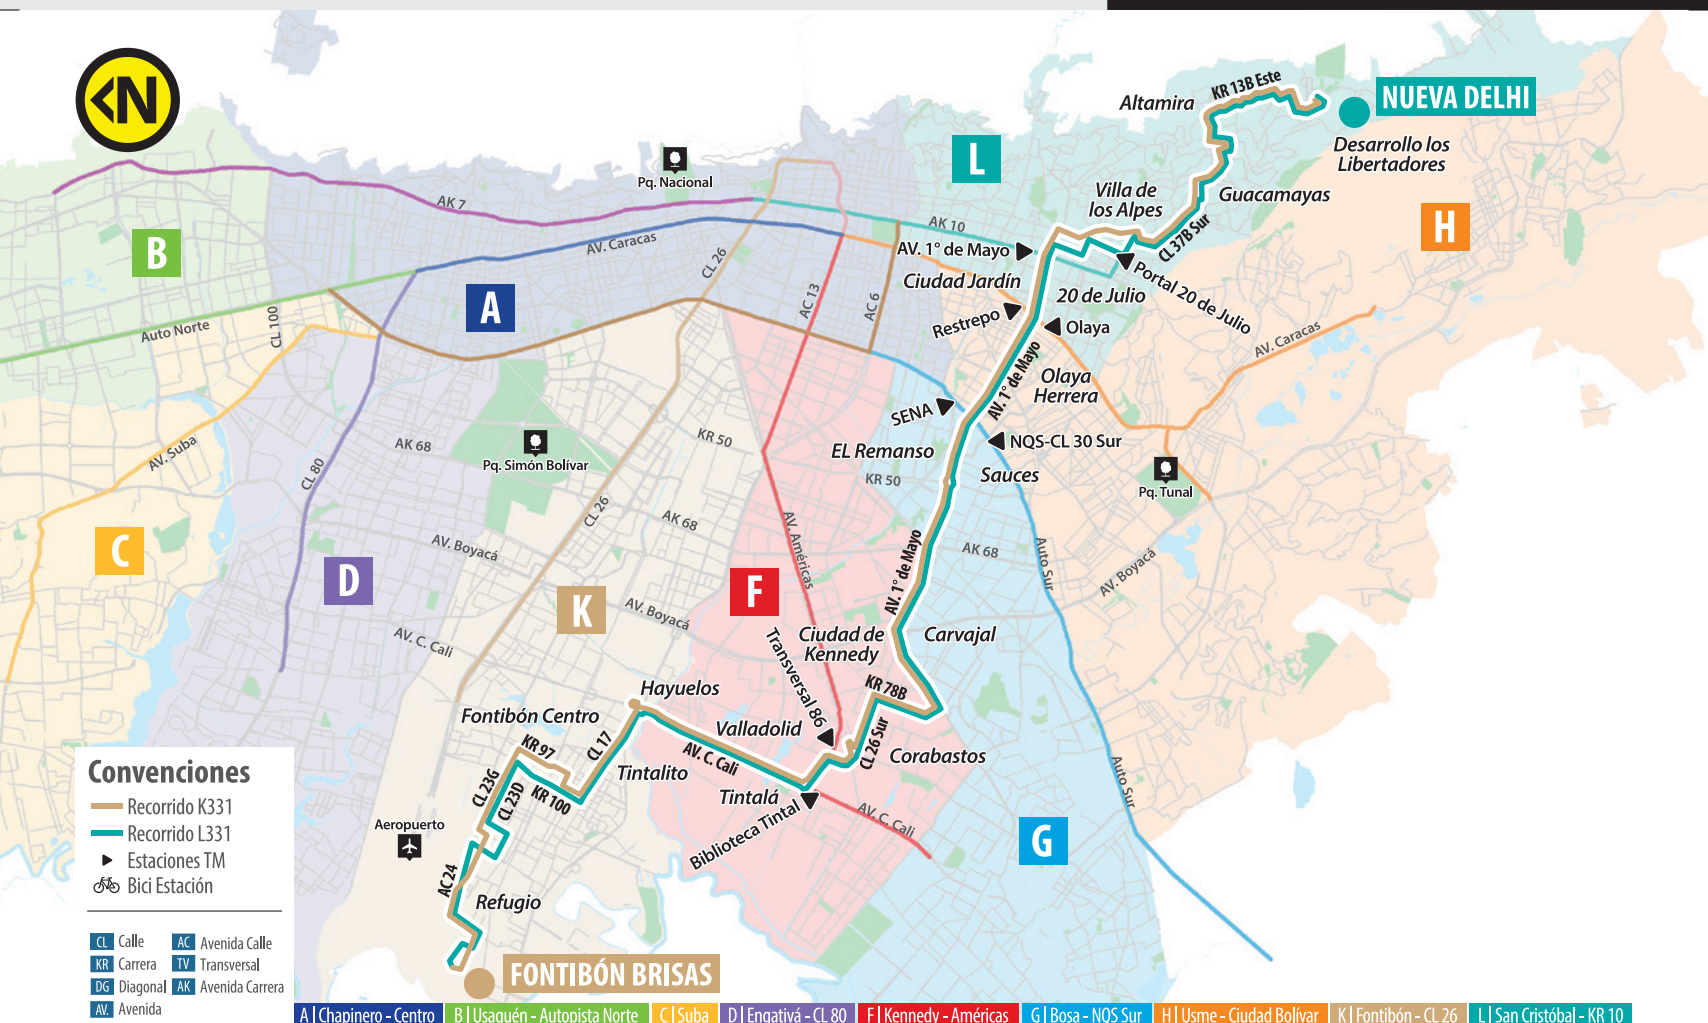 <N
NUEVA DELHI
KR 13B Este
Altamira
Desarrollo los
Libertadores
L
Pq. Nacional
Villa de
los Alpes
Guacamayas
AK 7
AK 10
H
B
AV. Caracas
CL 26
AV. 1° de Mayo
CL 37B Sur
Portal 20 de Julio
Ciudad Jardín
20 de Julio
A
AC 13
AC 6
Auto Norte
CL 100
Restrepo
Olaya
AV. Caracas
AV. 1° de Mayo
Olaya
Herrera
SENA
KR 50
AK 68
Pq. Simón Bolívar
AV. Suba
CL 80
EL Remanso
NQS-CL 30 Sur
Sauces
KR 50
Pq. Tunal
CL 26
AK 68
AV. Américas
C
AV. Boyacá
D
AK 68
AV. 1° de Mayo
Auto Sur
AV. Boyacá
K
F
AV. Boyacá
AV. C. Cali
Transversal 86
Ciudad de
Kennedy
Carvajal
Hayuelos
KR 78B
Fontibón Centro
Valladolid
CL 26 Sur
Corabastos
KR 97
CL 17
AV. C. Cali
Tintalito
Tintalá
CL 23G
CL 23D
KR 100
Biblioteca Tintal
AV. C. Cali
Auto Sur
G
Aeropuerto
AC 24
Refugio
FONTIBÓN BRISAS
Convenciones
Recorrido K331
Recorrido L331
Estaciones TM
Bici Estación
CL Calle
AC Avenida Calle
KR Carrera
TV Transversal
DG Diagonal
AK Avenida Carrera
AV. Avenida
A | Chapinero - Centro
B | Usaquén - Autopista Norte
C | Suba
D | Engativá - CL 80
F | Kennedy - Américas
G | Bosa - NQS Sur
H | Usme - Ciudad Bolívar
K | Fontibón - CL 26
L | San Cristóbal - KR 10